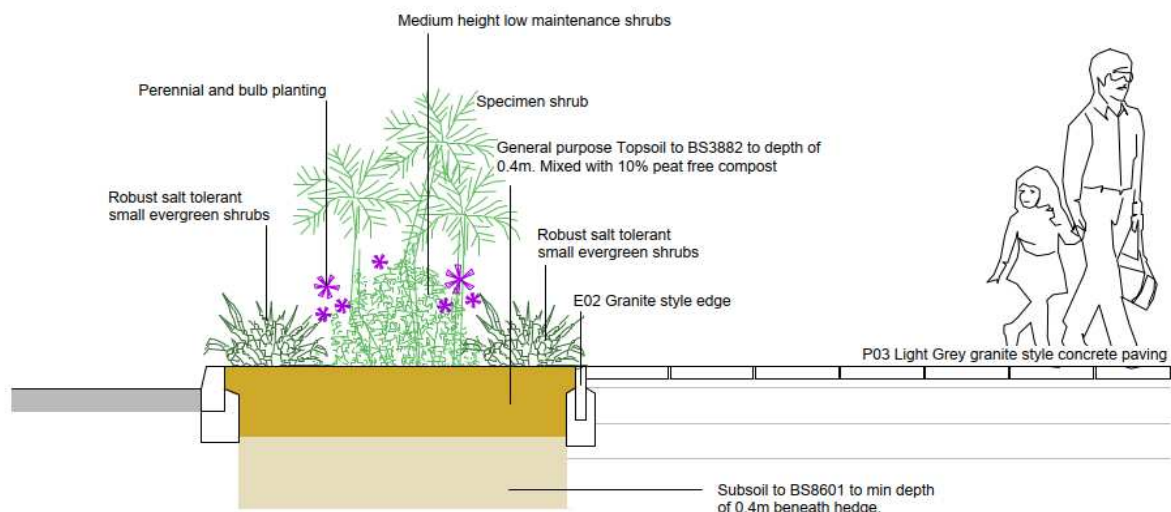 Medium height low maintenance shrubs
Perennial and bulb planting
Specimen shrub
General purpose Topsoil to BS3882 to depth of
0.4m. Mixed with 10% peat free compost
Robust salt tolerant
small evergreen shrubs
Robust salt tolerant
small evergreen shrubs
E02 Granite style edge
P03 Light Grey granite style concrete paving
Subsoil to BS8601 to min depth
of 0.4m beneath hedge.